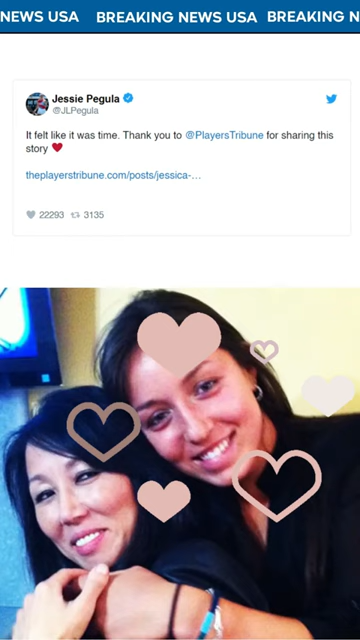 NEWS USA BREAKING NEWS USA BREAKING N
Jessie Pegula
@JLPegula
It felt like it was time. Thank you to @PlayersTribune for sharing this
story ❤️
theplayerstribune.com/posts/jessica-…
22293 3135